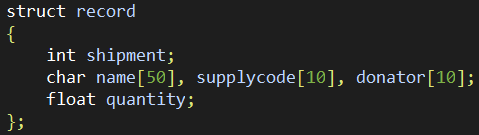 struct record
{
    int shipment;
    char name[50], supplycode[10], donator[10];
    float quantity;
};